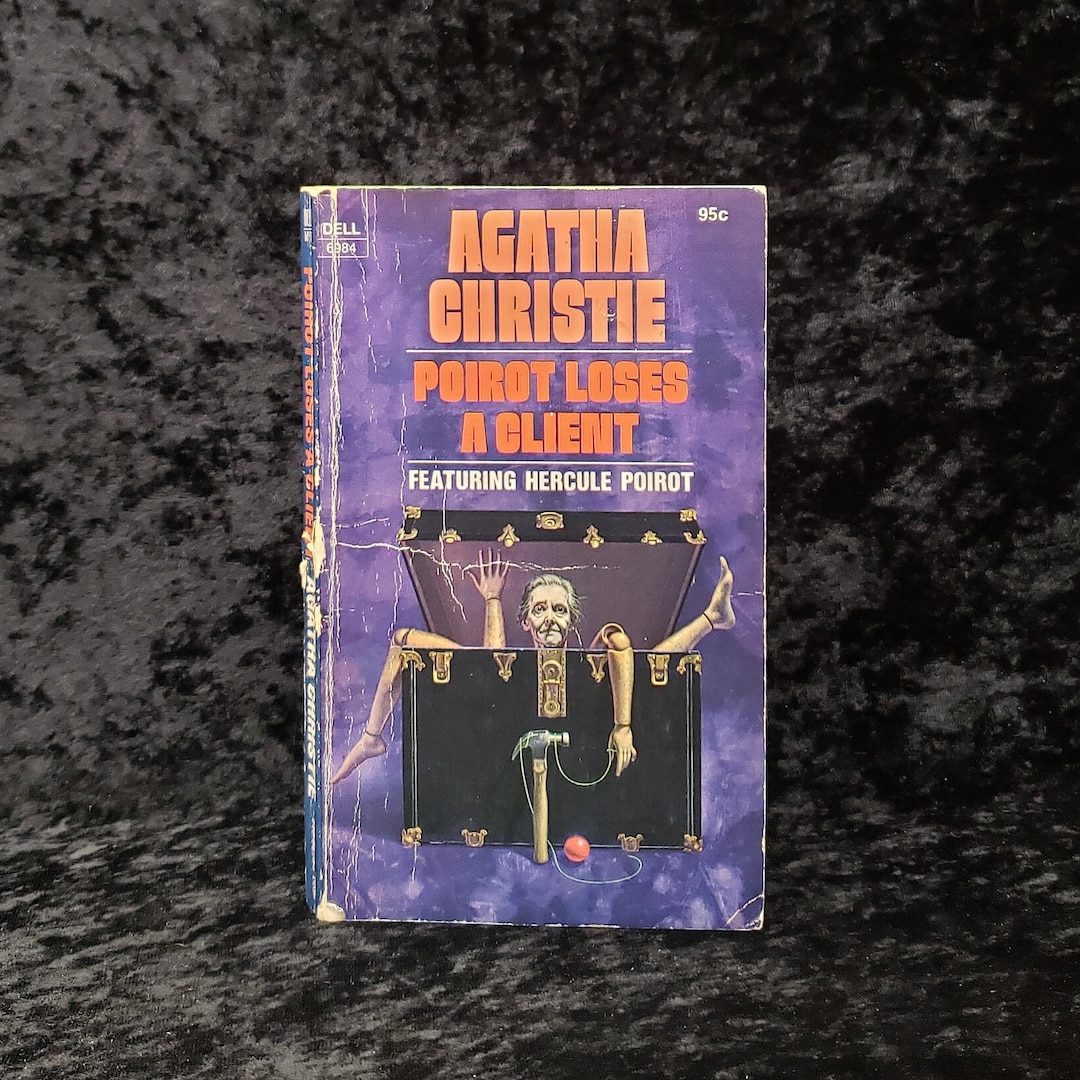 DELL
6984
95c
AGATHA
CHRISTIE
POIROT LOSES
A CLIENT
FEATURING HERCULE POIROT
POIROT LOSES A CLIENT AGATHA CHRISTIE